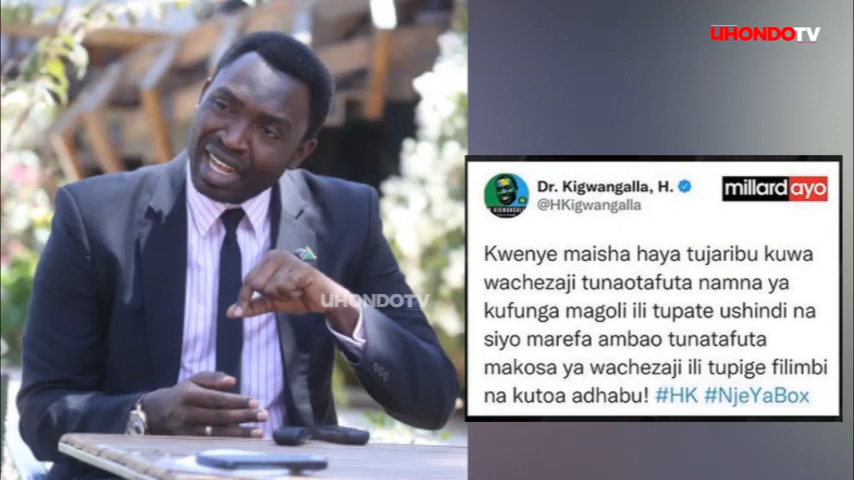 UHONDOTV
Dr. Kigwangalla, H.
@HKigwangalla
millardayo
Kwenye maisha haya tujaribu kuwa
wachezaji tunaotafuta namna ya
kufunga magoli ili tupate ushindi na
siyo marefa ambao tunatafuta
makosa ya wachezaji ili tupige filimbi
na kutoa adhabu! #HK #NjeYaBox
UHONDOTV